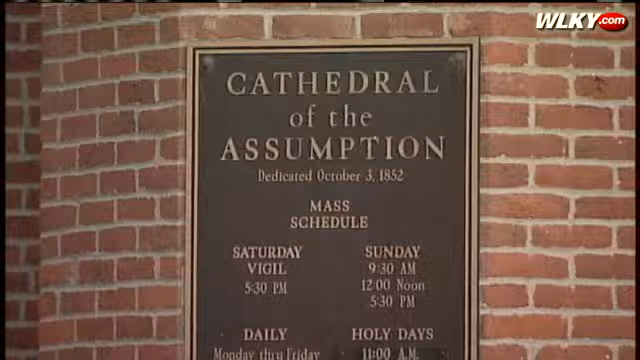 WLKY.com
CATHEDRAL
of the
ASSUMPTION
Dedicated October 3, 1852
MASS
SCHEDULE
SATURDAY
VIGIL
5:30 PM
SUNDAY
9:30 AM
12:00 Noon
5:30 PM
DAILY
Monday thru Friday
HOLY DAYS
11:00 A.M.